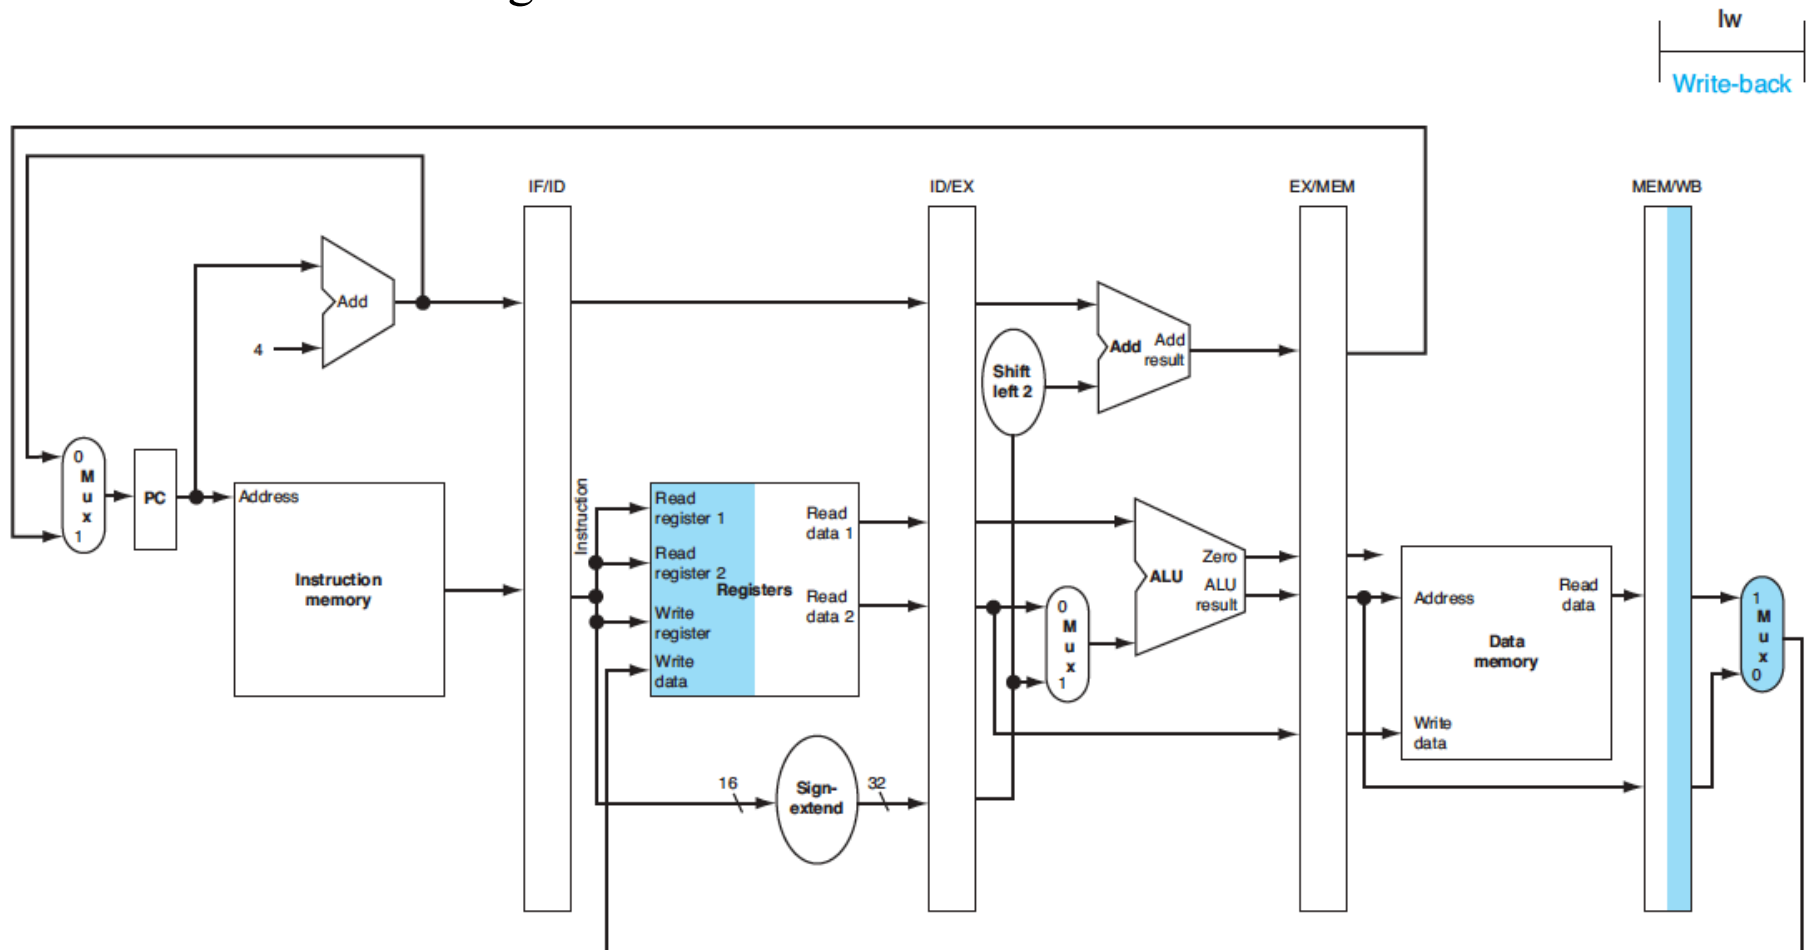 g
lw
Write-back
IF/ID
ID/EX
EX/MEM
MEM/WB
Add
4
Add
Add
result
Shift
left 2
0
M
u
x
1
PC
Address
Instruction
memory
Instruction
Read
register 1
Read
register 2
Registers
Write
register
Write
data
Read
data 1
Read
data 2
16
Sign-
extend
32
0
M
u
x
1
ALU
Zero
ALU
result
Address
Read
data
Data
memory
Write
data
1
M
u
x
0